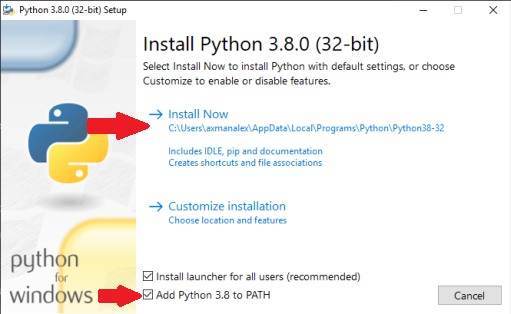 Python 3.8.0 (32-bit) Setup
Install Python 3.8.0 (32-bit)
Select Install Now to install Python with default settings, or choose
Customize to enable or disable features.
Install Now
C:\Users\axmanalex\AppData\Local\Programs\Python\Python38-32
Includes IDLE, pip and documentation
Creates shortcuts and file associations
Customize installation
Choose location and features
python
for
windows
Install launcher for all users (recommended)
Add Python 3.8 to PATH
Cancel